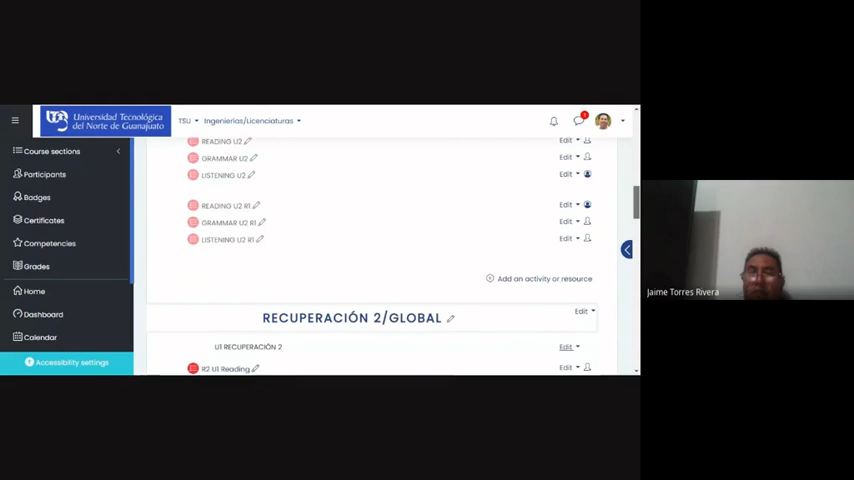 Universidad Tecnológica
del Norte de Guanajuato
TSU
Ingenierías/Licenciaturas
Course sections
Participants
Badges
Certificates
Competencies
Grades
Home
Dashboard
Calendar
Accessibility settings
READING U2
Edit
GRAMMAR U2
Edit
LISTENING U2
Edit
READING U2 R1
Edit
GRAMMAR U2 R1
Edit
LISTENING U2 R1
Edit
Add an activity or resource
RECUPERACIÓN 2/GLOBAL
Edit
U1 RECUPERACIÓN 2
Edit
R2 U1 Reading
Edit
Jaime Torres Rivera